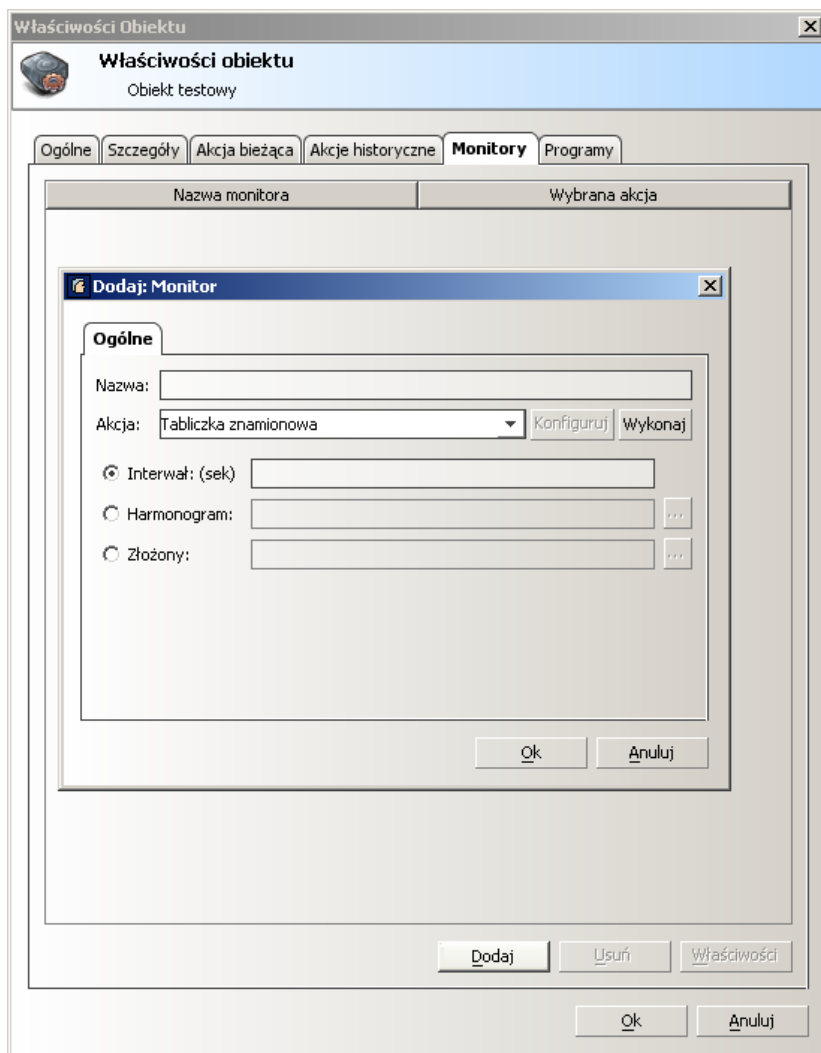 Właściwości Obiektu
Właściwości obiektu
Obiekt testowy
Ogólne Szczegóły Akcja bieżąca Akcje historyczne Monitory Programy
Nazwa monitora Wybrana akcja
Dodaj: Monitor
Ogólne
Nazwa:
Akcja: Tabliczka znamionowa Konfiguruj Wykonaj
Interwał: (sek)
Harmonogram: ...
Złożony: ...
Ok Anuluj
Dodaj Usuń Właściwości
Ok Anuluj